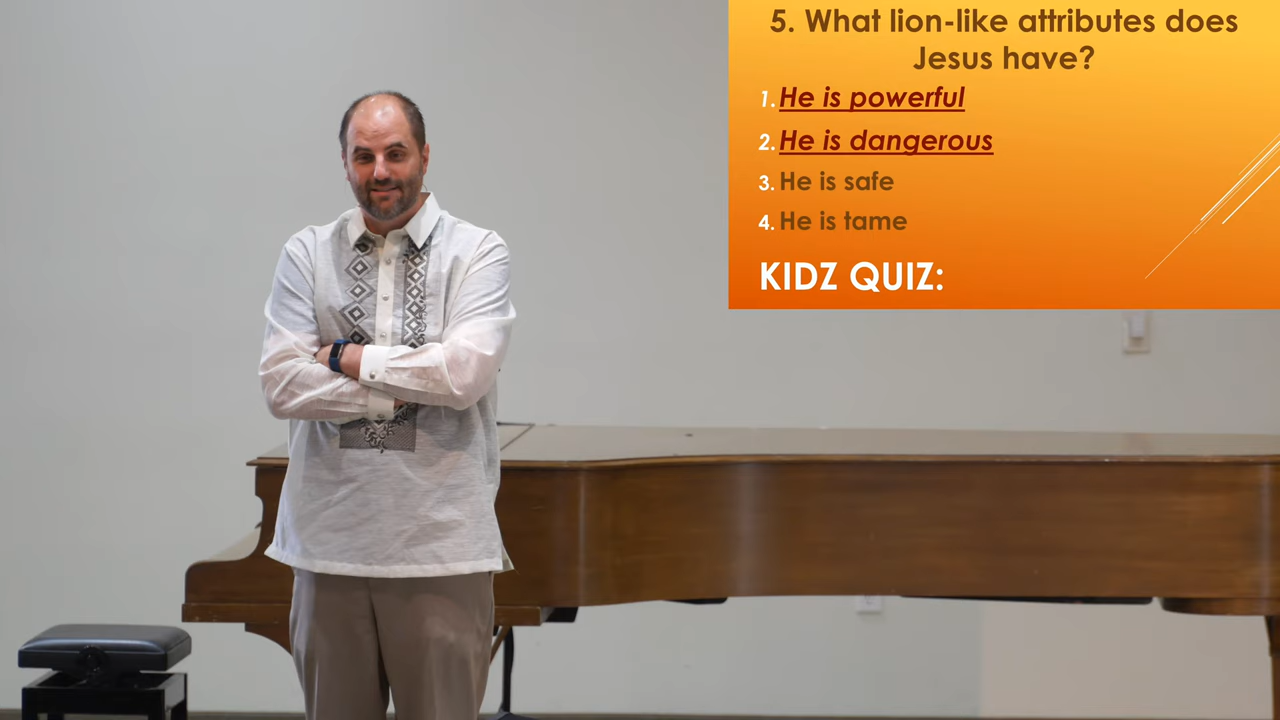 5. What lion-like attributes does
Jesus have?
1. He is powerful
2. He is dangerous
3. He is safe
4. He is tame
KIDZ QUIZ: